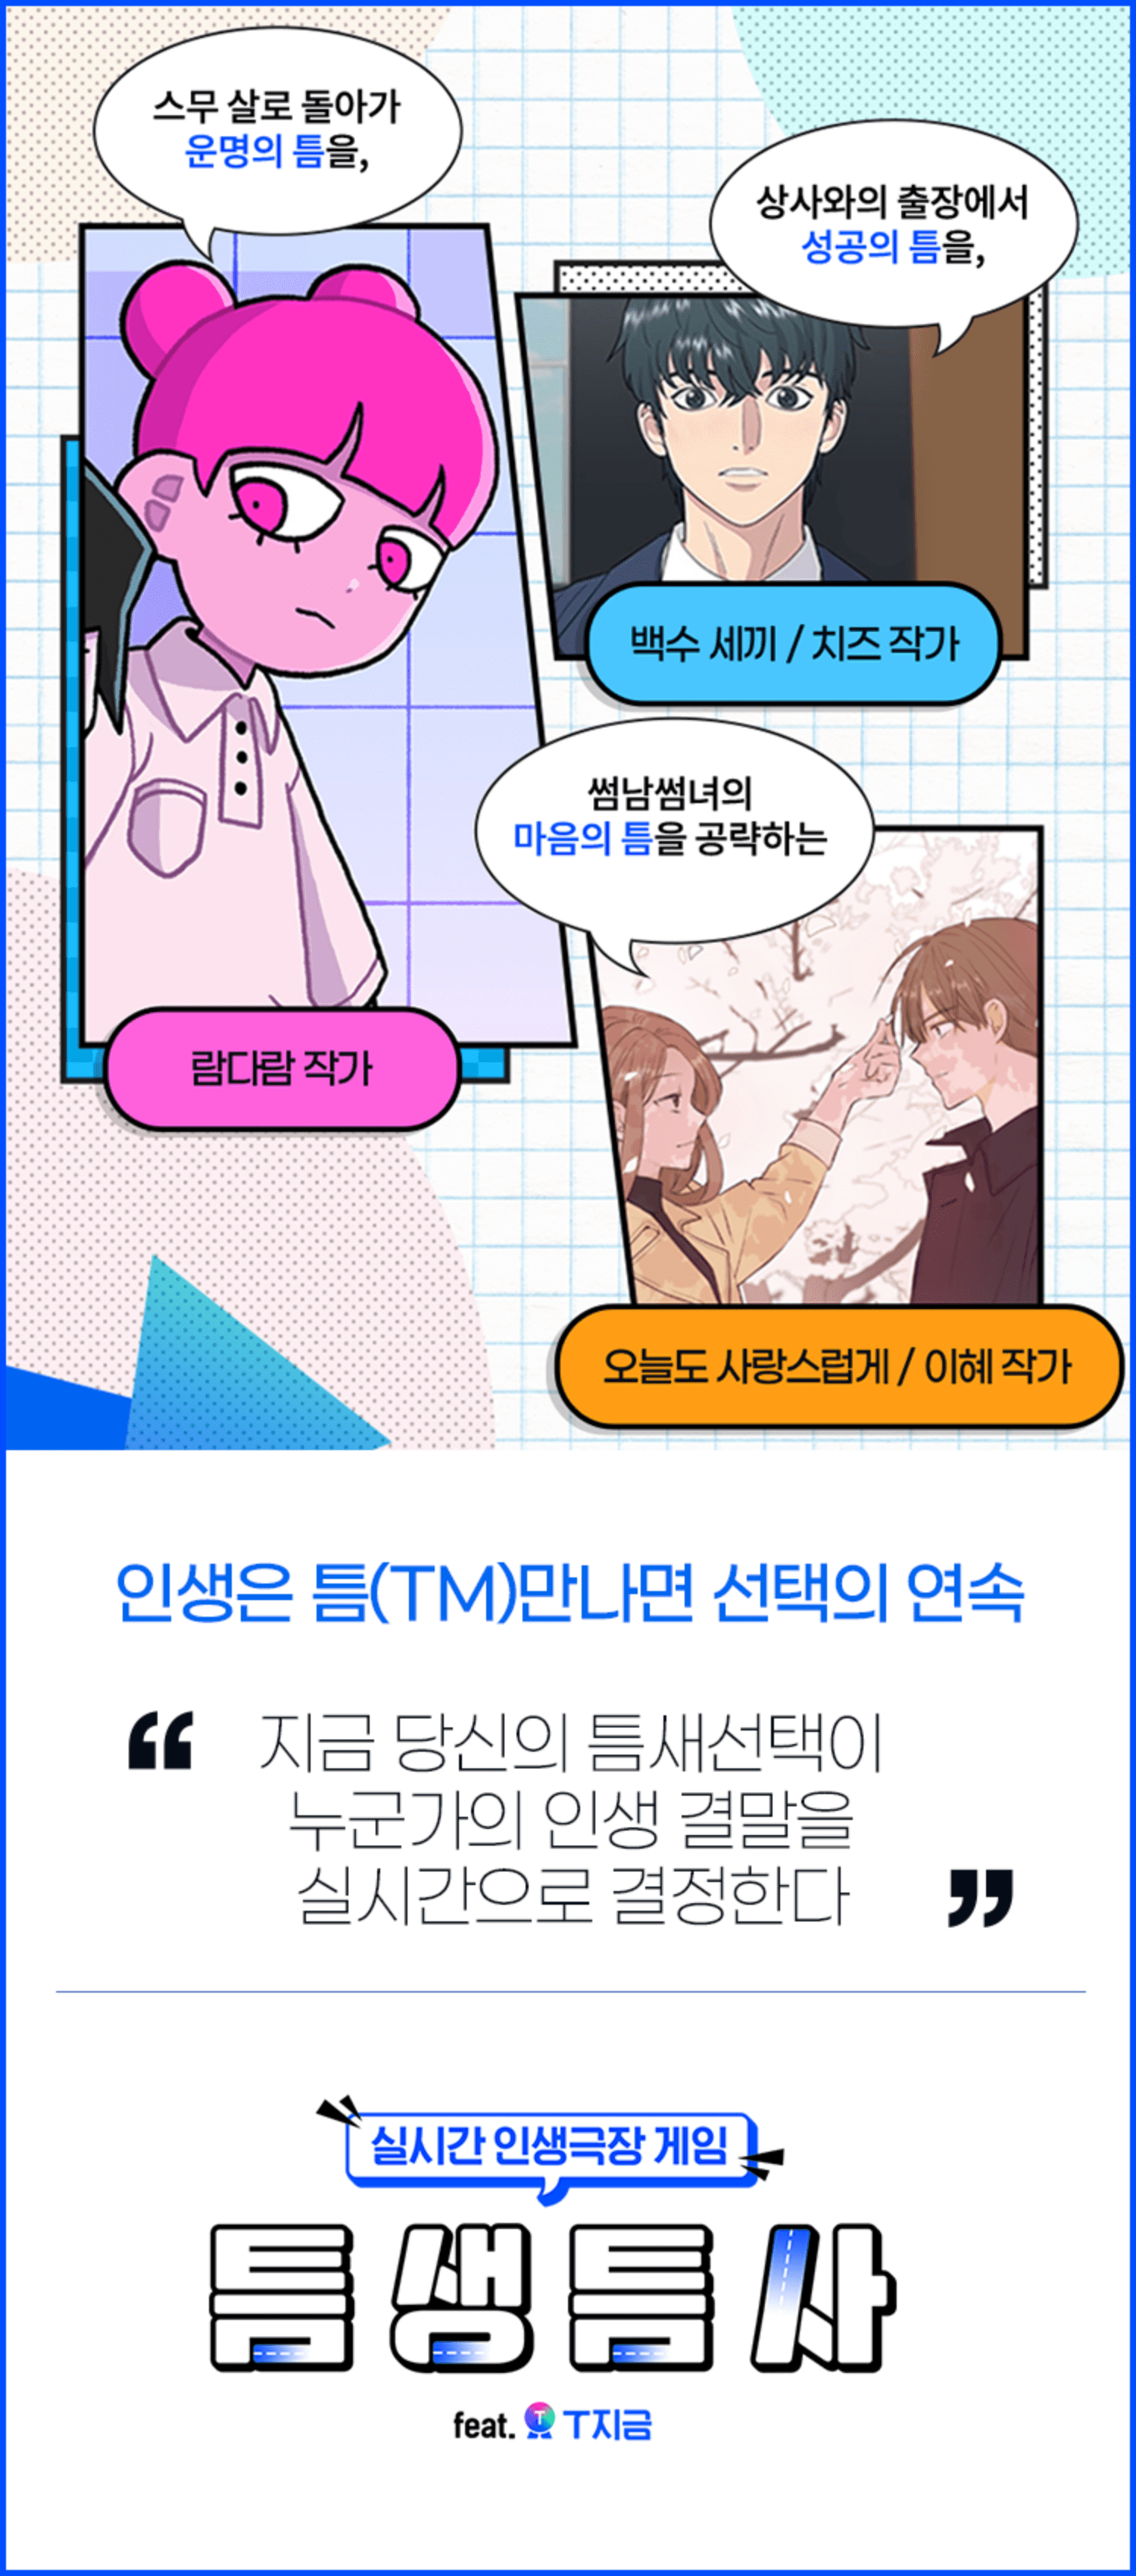 스무 살로 돌아가
운명의 틈을,
상사와의 출장에서
성공의 틈을,
백수 세끼 / 치즈 작가
썸남썸녀의
마음의 틈을 공략하는
람다람 작가
오늘도 사랑스럽게 / 이혜 작가
인생은 틈(TM)만나면 선택의 연속
“ 지금 당신의 틈새선택이
누군가의 인생 결말을
실시간으로 결정한다 ”
실시간 인생극장 게임
틈생틈사
feat. T T지금